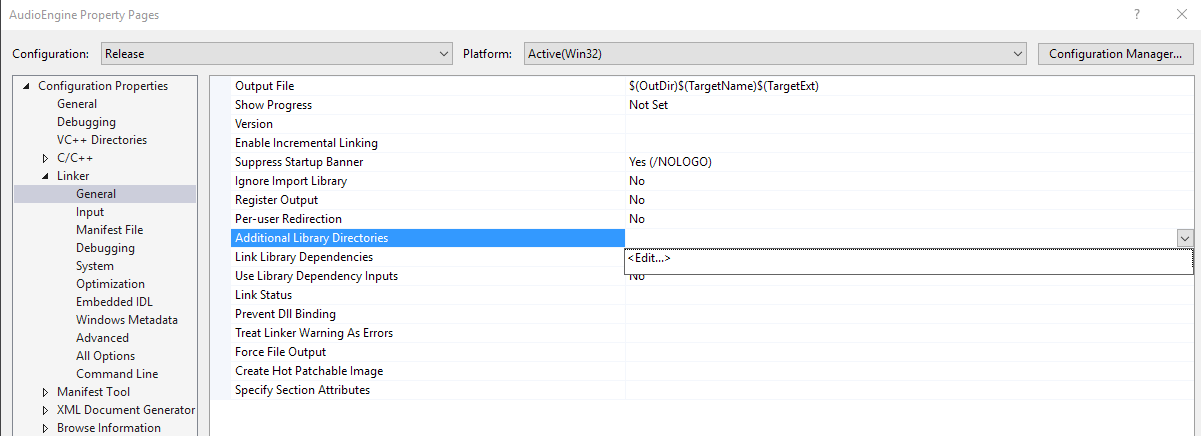 AudioEngine Property Pages
? ×
Configuration: Release Platform: Active(Win32) Configuration Manager...
Configuration Properties
General
Debugging
VC++ Directories
C/C++
Linker
General
Input
Manifest File
Debugging
System
Optimization
Embedded IDL
Windows Metadata
Advanced
All Options
Command Line
Manifest Tool
XML Document Generator
Browse Information
Output File $(OutDir)$(TargetName)$(TargetExt)
Show Progress Not Set
Version
Enable Incremental Linking
Suppress Startup Banner Yes (/NOLOGO)
Ignore Import Library No
Register Output No
Per-user Redirection No
Additional Library Directories
Link Library Dependencies <Edit...>
Use Library Dependency Inputs No
Link Status
Prevent Dll Binding
Treat Linker Warning As Errors
Force File Output
Create Hot Patchable Image
Specify Section Attributes